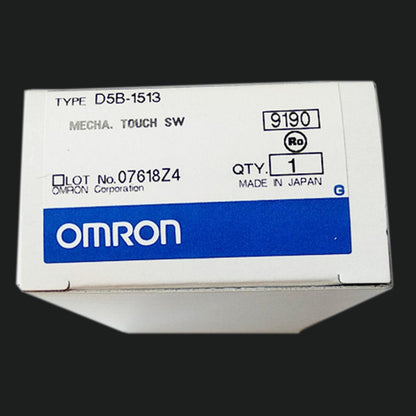 TYPE D5B-1513
MECHA. TOUCH SW
9190
Ro
LOT No.07618Z4
QTY. 1
OMRON Corporation
MADE IN JAPAN
G
OMRON